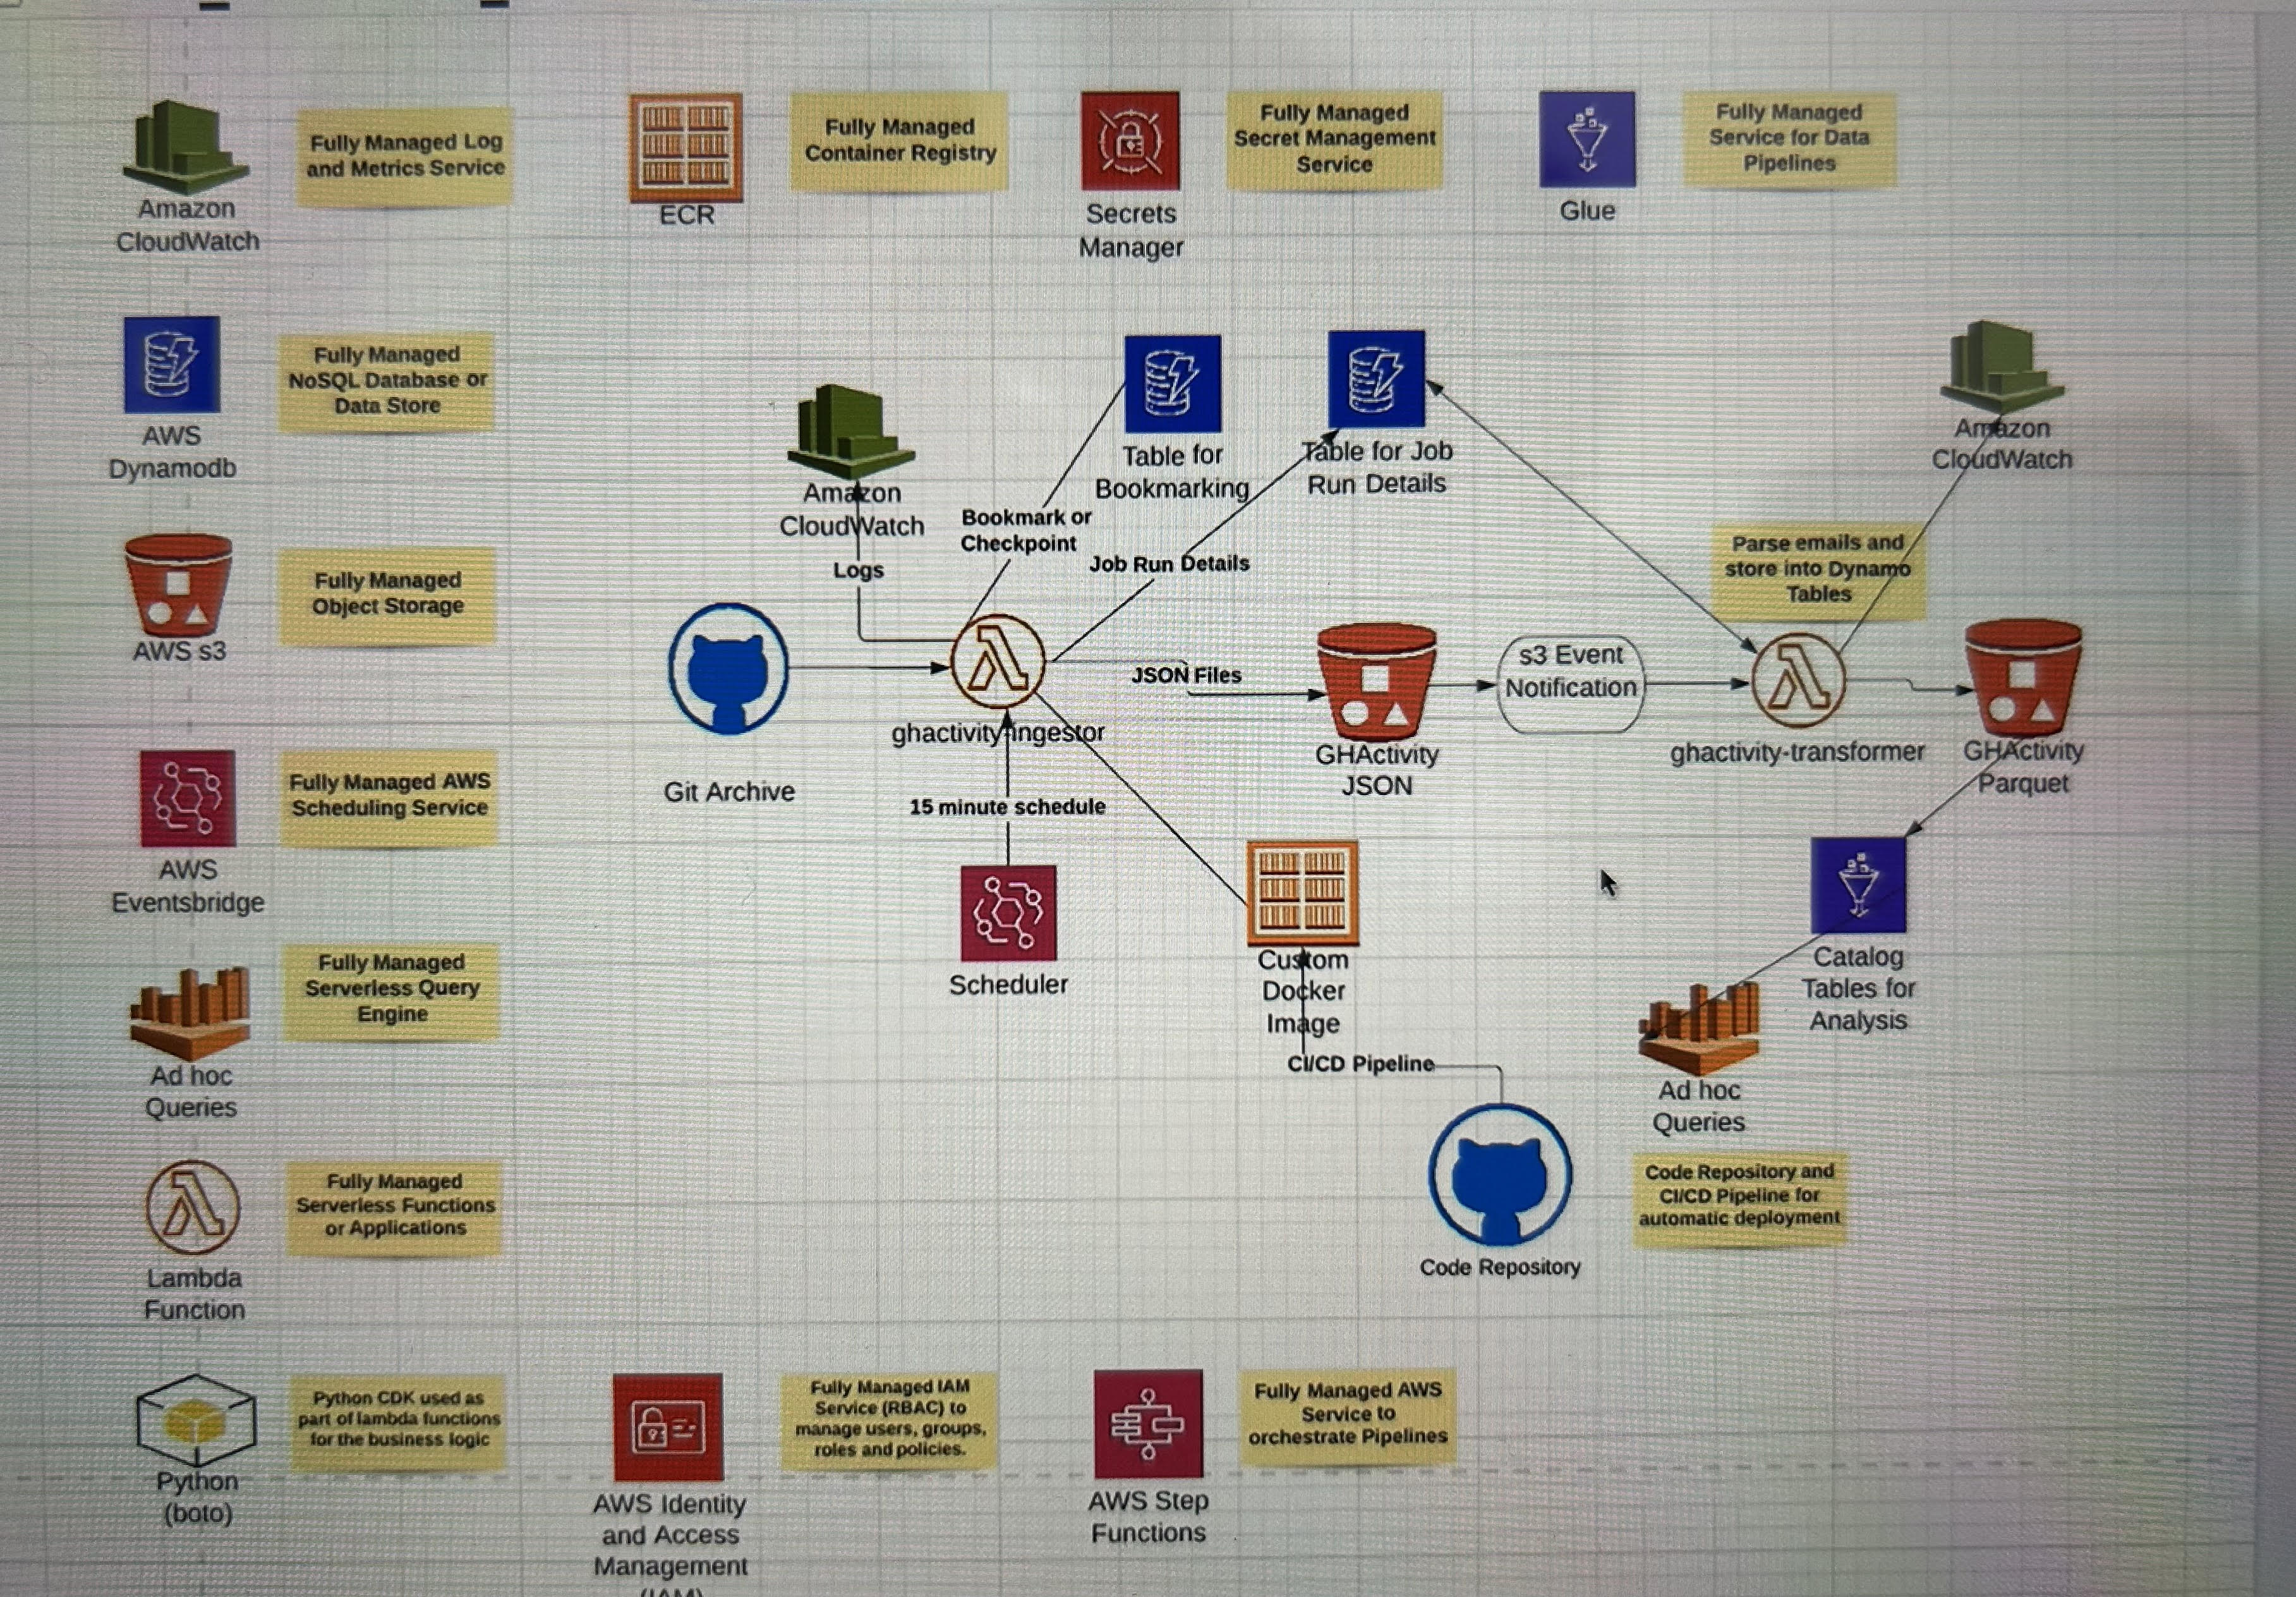 Amazon
CloudWatch
Fully Managed Log
and Metrics Service
ECR
Fully Managed
Container Registry
Secrets
Manager
Fully Managed
Secret Management
Service
Glue
Fully Managed
Service for Data
Pipelines
AWS
Dynamodb
Fully Managed
NoSQL Database or
Data Store
AWS s3
Fully Managed
Object Storage
AWS
Eventsbridge
Fully Managed AWS
Scheduling Service
Ad hoc
Queries
Fully Managed
Serverless Query
Engine
Lambda
Function
Fully Managed
Serverless Functions
or Applications
Python
(boto)
Python CDK used as
part of lambda functions
for the business logic
Amazon
CloudWatch
Logs
Bookmark or
Checkpoint
Table for
Bookmarking
Job Run Details
Table for Job
Run Details
Amazon
CloudWatch
Parse emails and
store into Dynamo
Tables
Git Archive
ghactivity-ingestor
JSON Files
GHActivity
JSON
s3 Event
Notification
ghactivity-transformer
GHActivity
Parquet
15 minute schedule
Scheduler
Custom
Docker
Image
CI/CD Pipeline
Code Repository
Catalog
Tables for
Analysis
Ad hoc
Queries
Code Repository and
CI/CD Pipeline for
automatic deployment
AWS Identity
and Access
Management
(IAM)
Fully Managed IAM
Service (RBAC) to
manage users, groups,
roles and policies.
AWS Step
Functions
Fully Managed AWS
Service to
orchestrate Pipelines